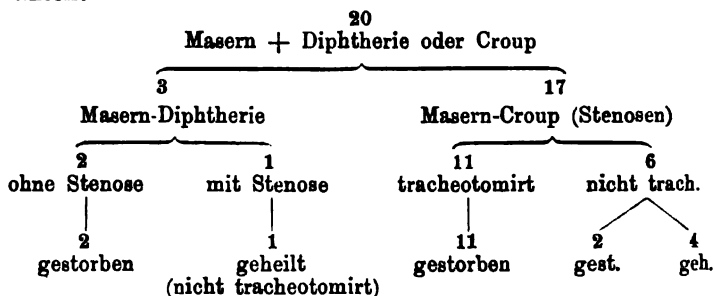 20
Masern + Diphtherie oder Croup
3 17
Masern-Diphtherie Masern-Croup (Stenosen)
2 1 11 6
ohne Stenose mit Stenose tracheotomirt nicht trach.
2 1 11 2 4
gestorben geheilt gestorben gest. geh.
(nicht tracheotomirt)